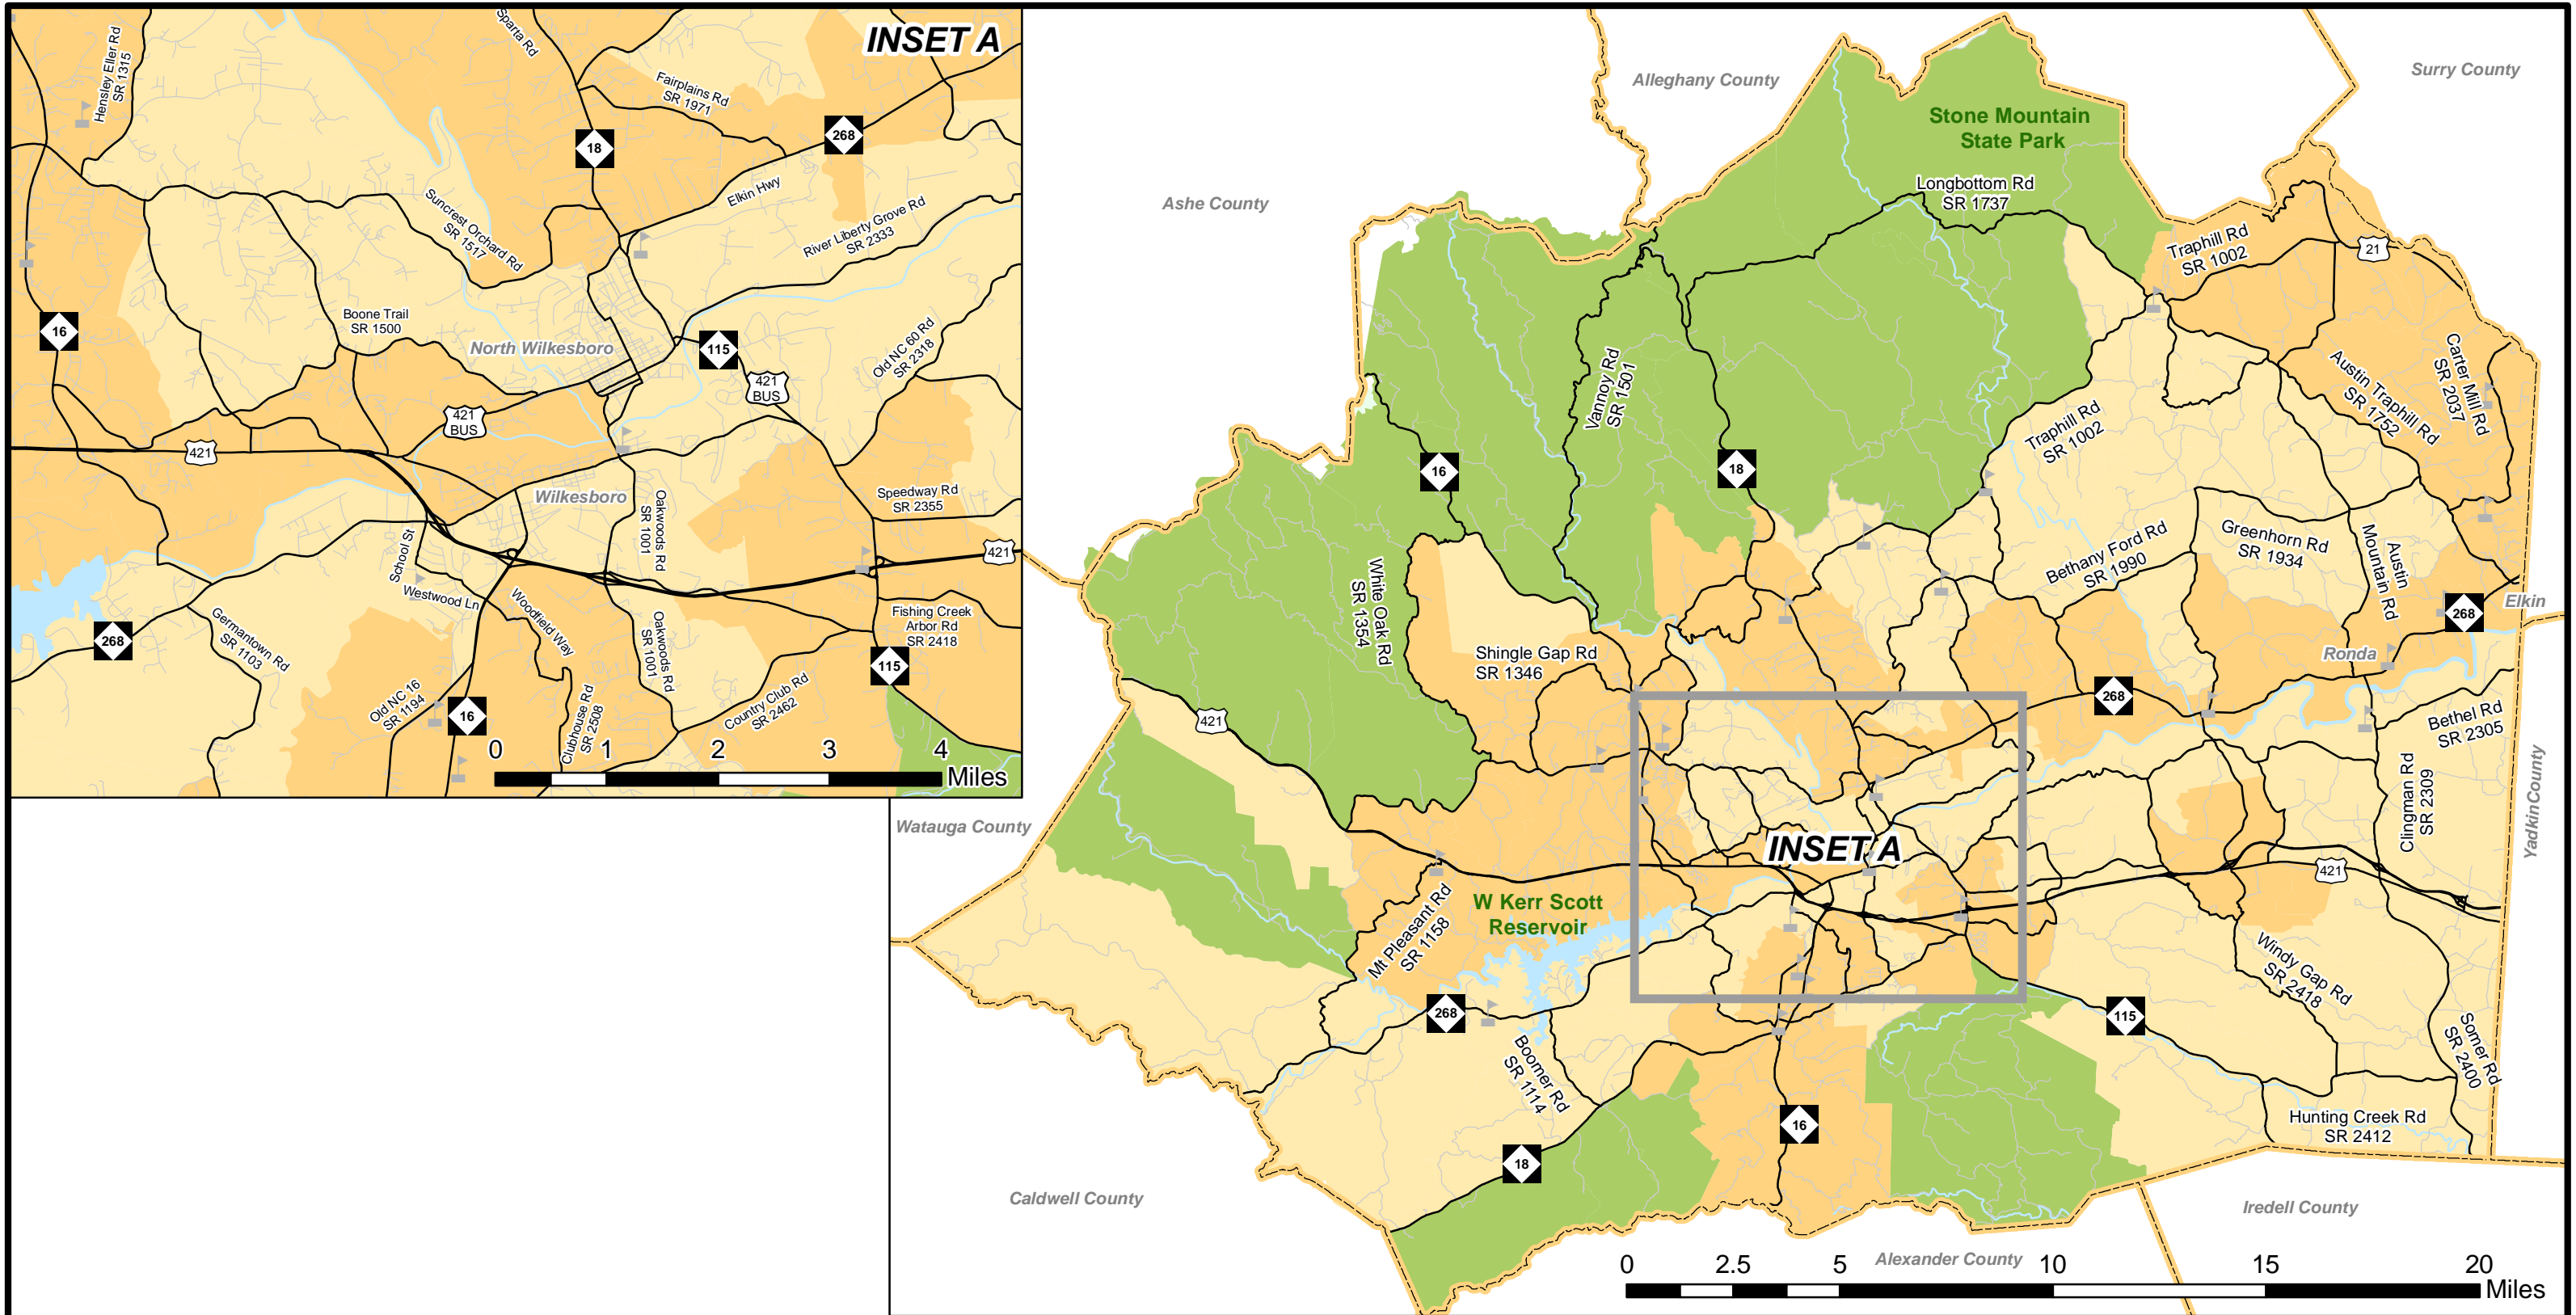 INSET A
Sparta Rd
Hensley Eller Rd
SR 1315
Fairplains Rd
SR 1971
268
18
Elkin Hwy
Suncrest Orchard Rd
SR 1517
River Liberty Grove Rd
SR 2333
16
Boone Trail
SR 1500
North Wilkesboro
115
Old NC 60 Rd
SR 2318
421
BUS
421
BUS
421
Wilkesboro
Speedway Rd
SR 2355
Oakwoods Rd
SR 1001
421
School St
Westwood Ln
Woodfield Way
Fishing Creek
Arbor Rd
SR 2418
268
Germantown Rd
SR 1103
Oakwoods Rd
SR 1001
115
Old NC 16
SR 1194
16
Clubhouse Rd
SR 2508
Country Club Rd
SR 2462
0 1 2 3 4
Miles
Alleghany County
Surry County
Stone Mountain
State Park
Ashe County
Longbottom Rd
SR 1737
Traphill Rd
SR 1002
21
Vannoy Rd
SR 1501
Carter Mill Rd
SR 2037
Austin Traphill Rd
SR 1752
Traphill Rd
SR 1002
16
18
White Oak Rd
SR 1354
Bethany Ford Rd
SR 1990
Greenhorn Rd
SR 1934
Austin
Mountain Rd
268
Elkin
Shingle Gap Rd
SR 1346
Ronda
268
421
Bethel Rd
SR 2305
Clingman Rd
SR 2309
YadkinCounty
Watauga County
INSET A
421
Mt Pleasant Rd
SR 1158
W Kerr Scott
Reservoir
Windy Gap Rd
SR 2418
268
115
Boomer Rd
SR 1114
Somer Rd
SR 2400
16
Hunting Creek Rd
SR 2412
18
Caldwell County
Iredell County
Alexander County
0 2.5 5 10 15 20
Miles